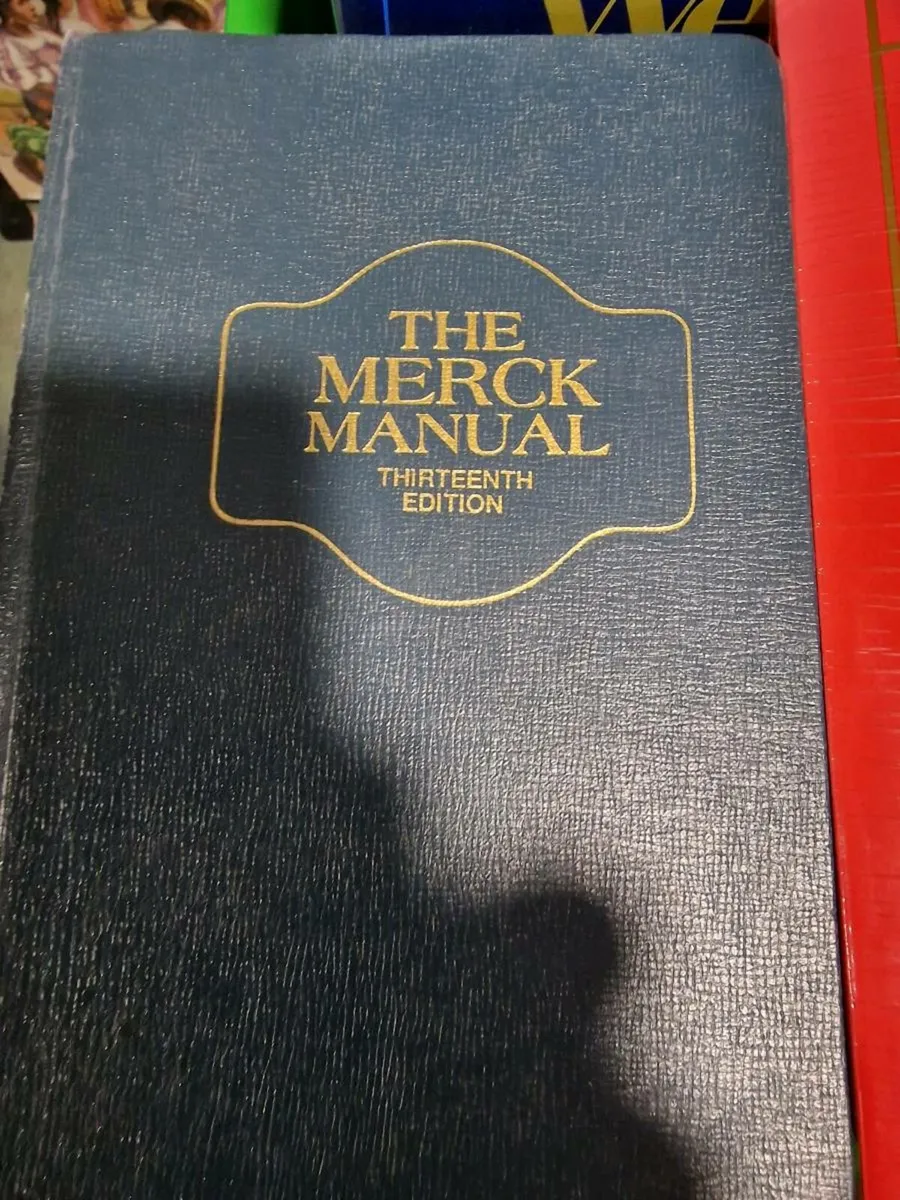 THE
MERCK
MANUAL
THIRTEENTH
EDITION